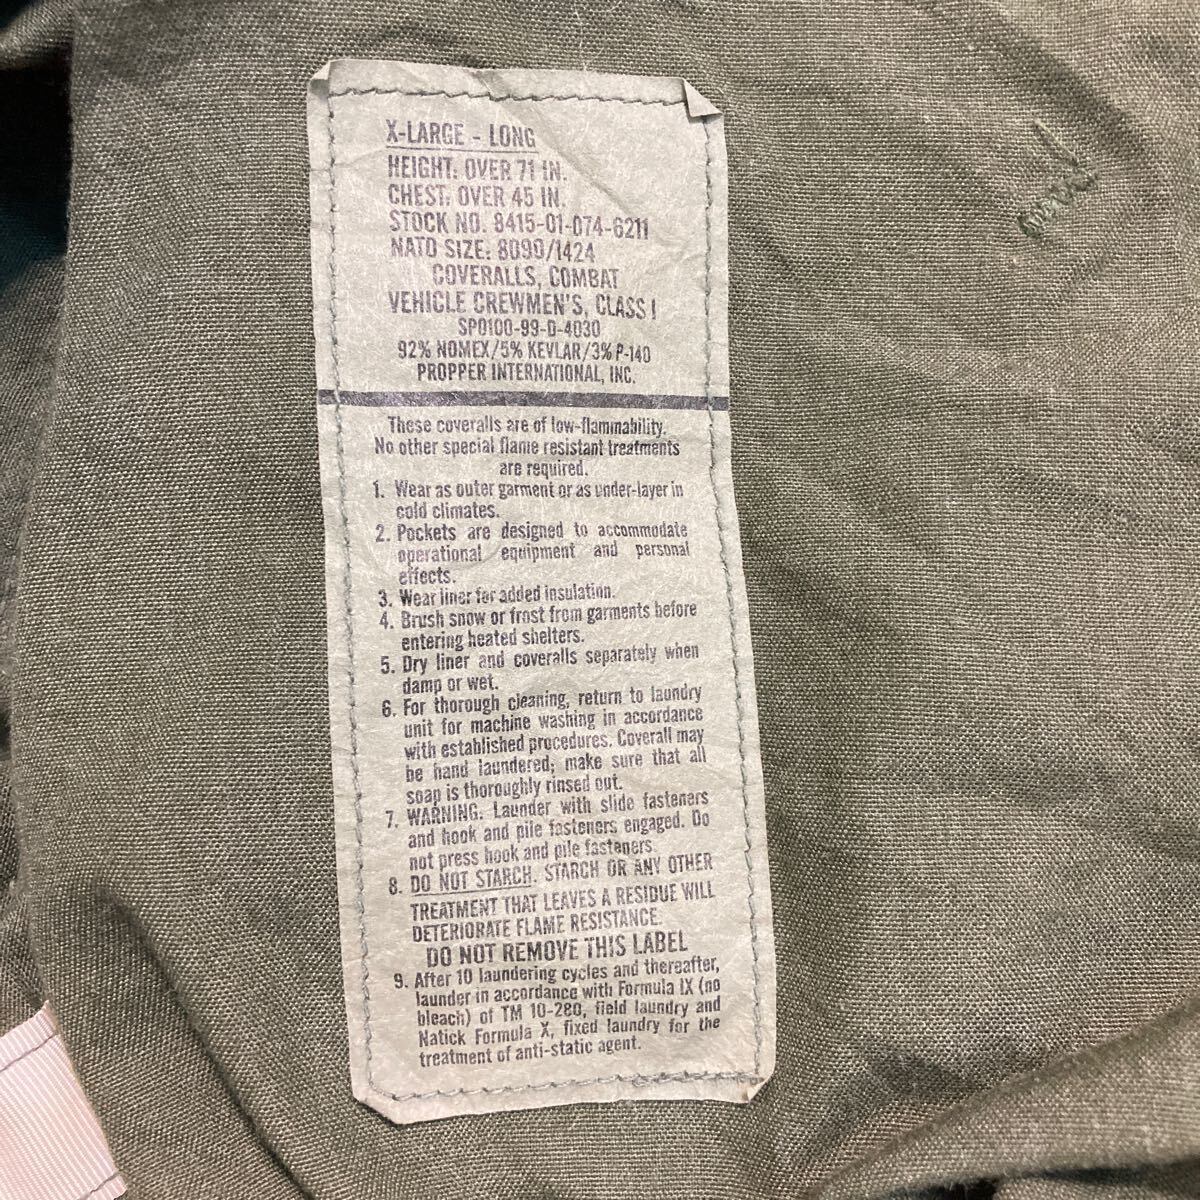 X-LARGE - LONG
HEIGHT: OVER 71 IN.
CHEST: OVER 45 IN.
STOCK NO. 8415-01-074-6211
NATO SIZE: 8090/1424
COVERALLS, COMBAT
VEHICLE CREWMEN'S, CLASS I
SPO100-99-D-4030
92% NOMEX/5% KEVLAR/3% P-140
PROPPER INTERNATIONAL, INC.
These coveralls are of low-flammability.
No other special flame resistant treatments
are required.
1. Wear as outer garment or as under-layer in
cold climates.
2. Pockets are designed to accommodate
operational equipment and personal
effects.
3. Wear liner for added insulation.
4. Brush snow or frost from garments before
entering heated shelters.
5. Dry liner and coveralls separately when
damp or wet.
6. For thorough cleaning, return to laundry
unit for machine washing in accordance
with established procedures. Coverall may
be hand laundered; make sure that all
soap is thoroughly rinsed out.
7. WARNING: Launder with slide fasteners
and hook and pile fasteners engaged. Do
not press hook and pile fasteners
8. DO NOT STARCH. STARCH OR ANY OTHER
TREATMENT THAT LEAVES A RESIDUE WILL
DETERIORATE FLAME RESISTANCE.
DO NOT REMOVE THIS LABEL
9. After 10 laundering cycles and thereafter,
launder in accordance with Formula IX (no
bleach) of TM 10-280, field laundry and
Natick Formula X, fixed laundry for the
treatment of anti-static agent.